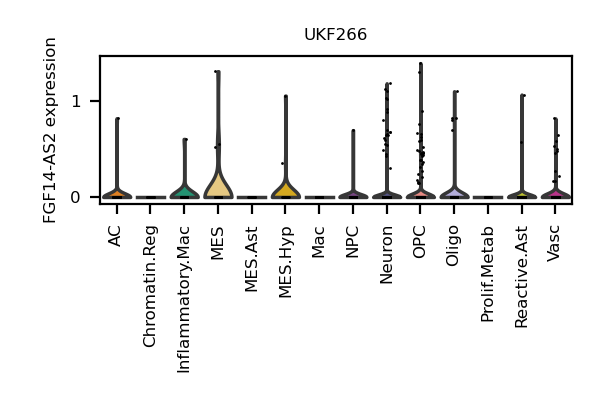 UKF266
FGF14-AS2 expression
1
0
AC
Chromatin.Reg
Inflammatory.Mac
MES
MES.Ast
MES.Hyp
Mac
NPC
Neuron
OPC
Oligo
Prolif.Metab
Reactive.Ast
Vasc